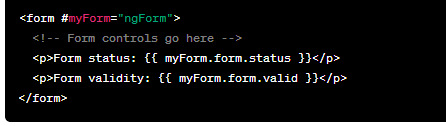 <form #myForm="ngForm">
  <!-- Form controls go here -->
  <p>Form status: {{ myForm.form.status }}</p>
  <p>Form validity: {{ myForm.form.valid }}</p>
</form>